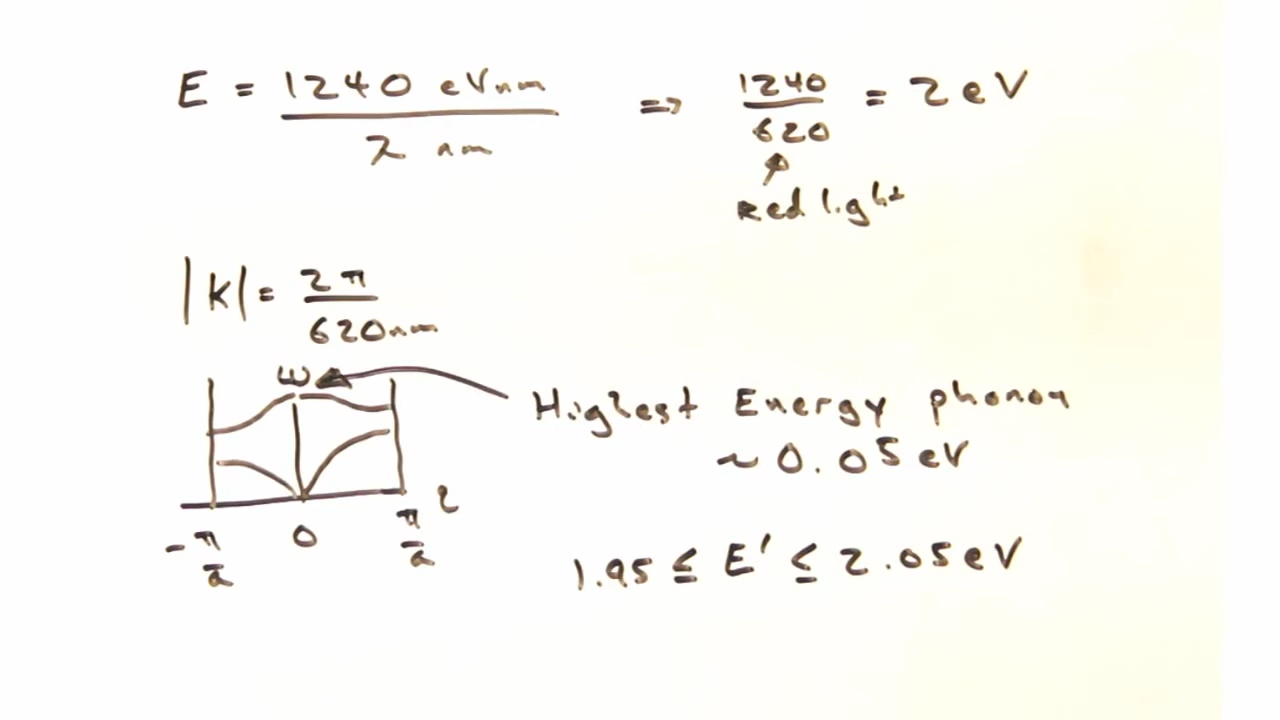 E = 1240 eVnm / λ nm => 1240 / 620 = 2 eV
Red light
|K| = 2π / 620nm
ω
Highest Energy phonon
~ 0.05 eV
-π/a 0 π/a
1.95 ≤ E' ≤ 2.05 eV